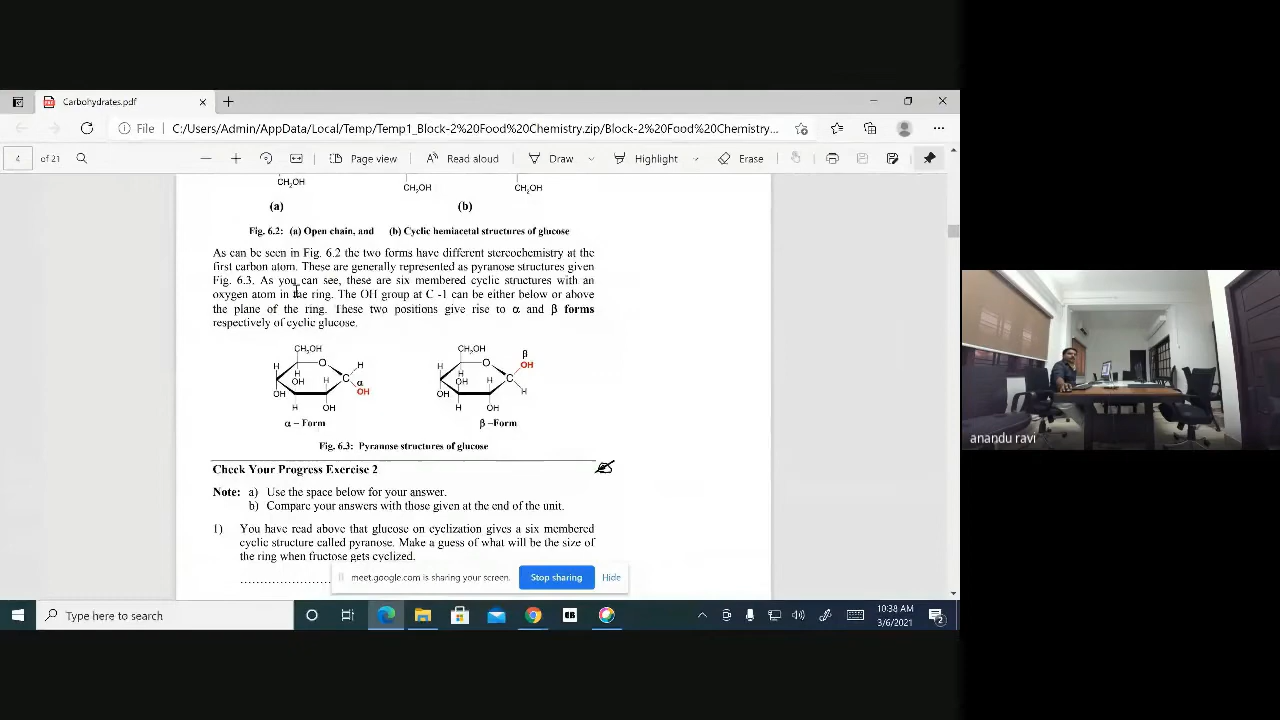 Carbohydrates.pdf
File C:/Users/Admin/AppData/Local/Temp/Temp1_Block-2%20Food%20Chemistry.zip/Block-2%20Food%20Chemistry...
4 of 21 Page view Read aloud Draw Highlight Erase
CH₂OH CH₂OH CH₂OH
(a) (b)
Fig. 6.2: (a) Open chain, and (b) Cyclic hemiacetal structures of glucose
As can be seen in Fig. 6.2 the two forms have different stereochemistry at the
first carbon atom. These are generally represented as pyranose structures given
Fig. 6.3. As you can see, these are six membered cyclic structures with an
oxygen atom in the ring. The OH group at C -1 can be either below or above
the plane of the ring. These two positions give rise to α and β forms
respectively of cyclic glucose.
CH₂OH CH₂OH β
H O H O OH
H H C α H H C
OH H OH OH H H
OH OH
H OH H OH
α – Form β –Form
Fig. 6.3: Pyranose structures of glucose
Check Your Progress Exercise 2
Note: a) Use the space below for your answer.
b) Compare your answers with those given at the end of the unit.
1) You have read above that glucose on cyclization gives a six membered
cyclic structure called pyranose. Make a guess of what will be the size of
the ring when fructose gets cyclized.
....................
meet.google.com is sharing your screen. Stop sharing Hide
Type here to search
10:38 AM
3/6/2021
2
anandu ravi